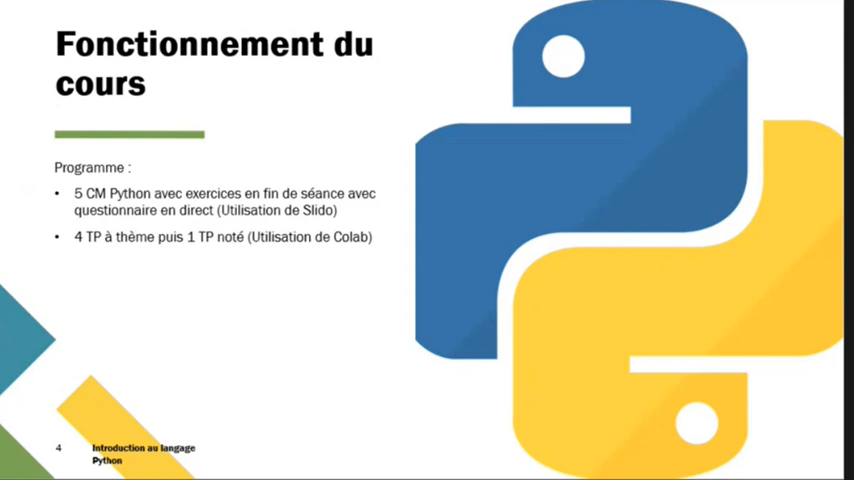 Fonctionnement du
cours
Programme :
• 5 CM Python avec exercices en fin de séance avec
questionnaire en direct (Utilisation de Slido)
• 4 TP à thème puis 1 TP noté (Utilisation de Colab)
4
Introduction au langage
Python